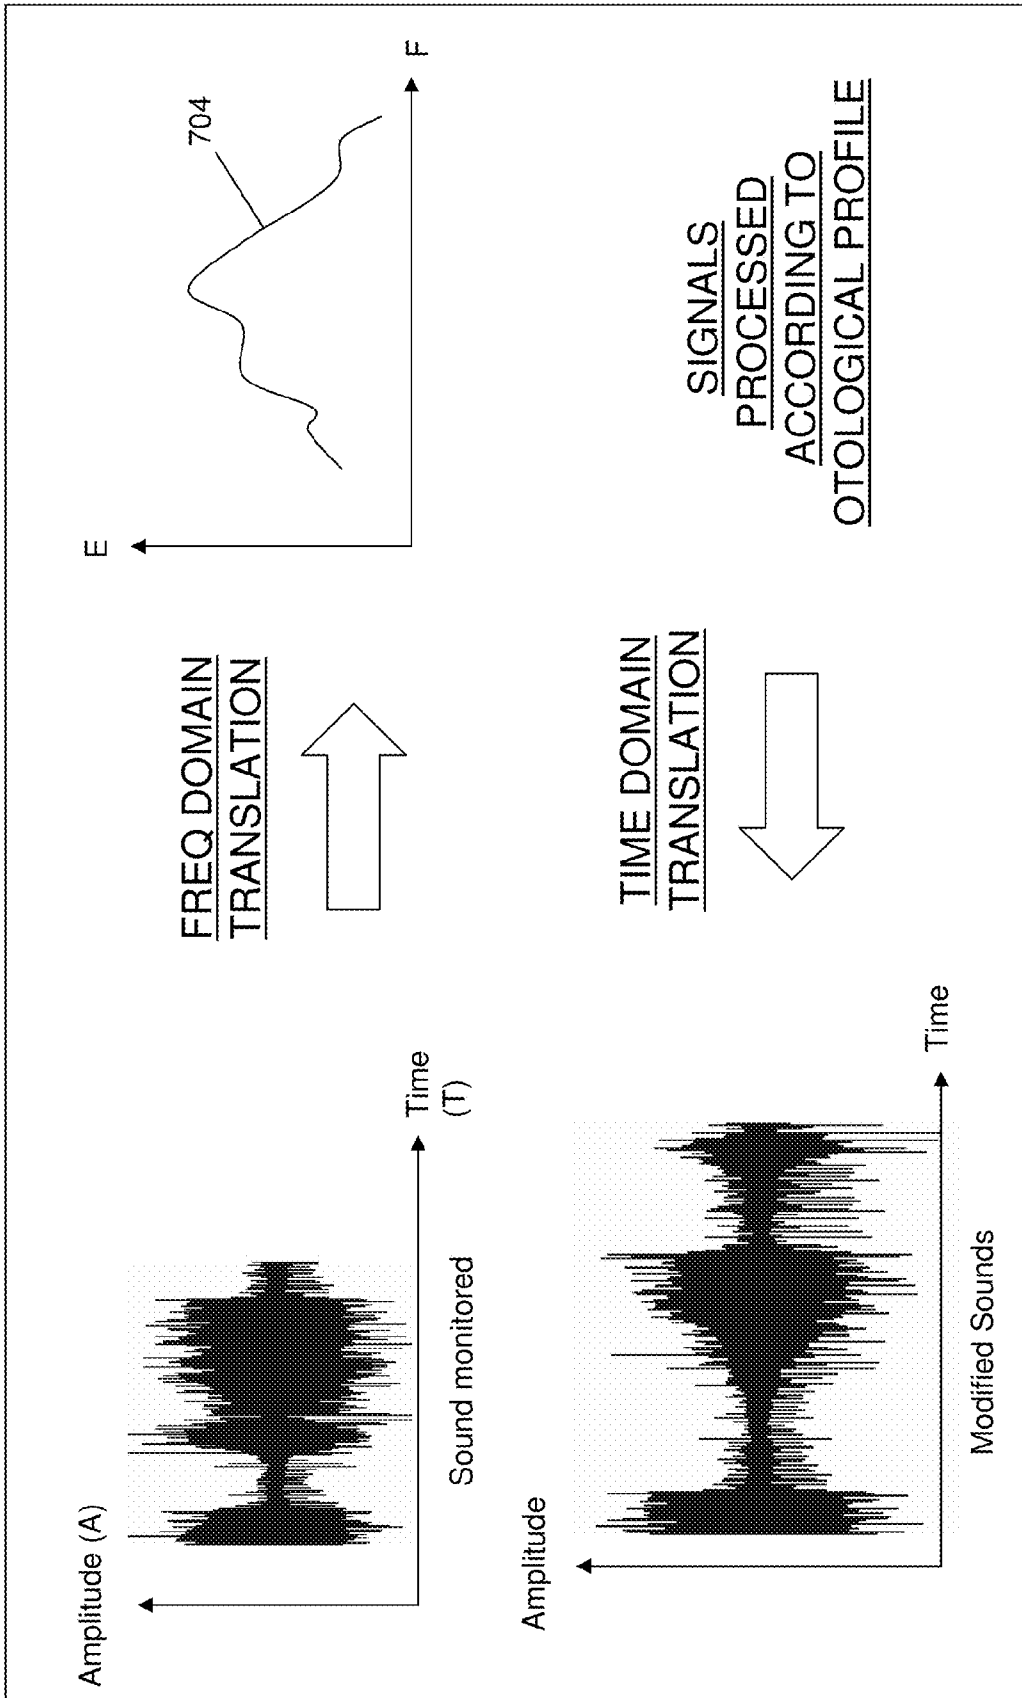 Amplitude (A)
Time
(T)
Sound monitored
FREQ DOMAIN
TRANSLATION
E
704
F
Amplitude
Time
Modified Sounds
TIME DOMAIN
TRANSLATION
SIGNALS
PROCESSED
ACCORDING TO
OTOLOGICAL PROFILE